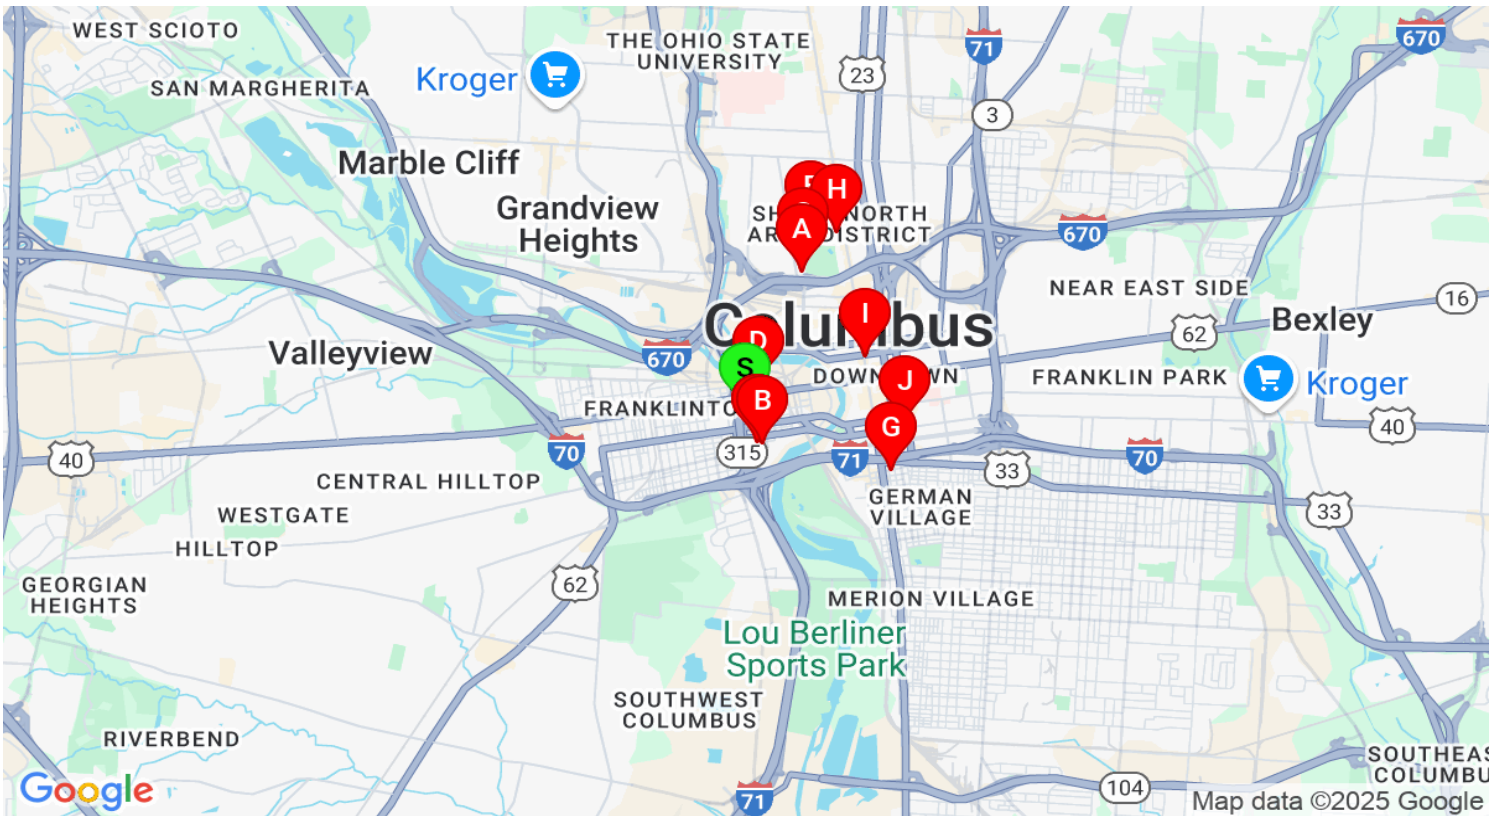 WEST SCIOTO
THE OHIO STATE
UNIVERSITY
Kroger
23
71
670
SAN MARGHERITA
3
Marble Cliff
H
Grandview
Heights
NORTH
A
DISTRICT
670
NEAR EAST SIDE
16
I
Columbus
Bexley
62
D
Valleyview
670
S
DOWNTOWN
J
FRANKLIN PARK
Kroger
B
FRANKLINTO
G
40
70
315
71
33
70
40
CENTRAL HILLTOP
GERMAN
VILLAGE
WESTGATE
33
HILLTOP
GEORGIAN
HEIGHTS
62
MERION VILLAGE
Lou Berliner
Sports Park
SOUTHWEST
COLUMBUS
RIVERBEND
SOUTHEAS
COLUMBU
Google
71
104
Map data ©2025 Google